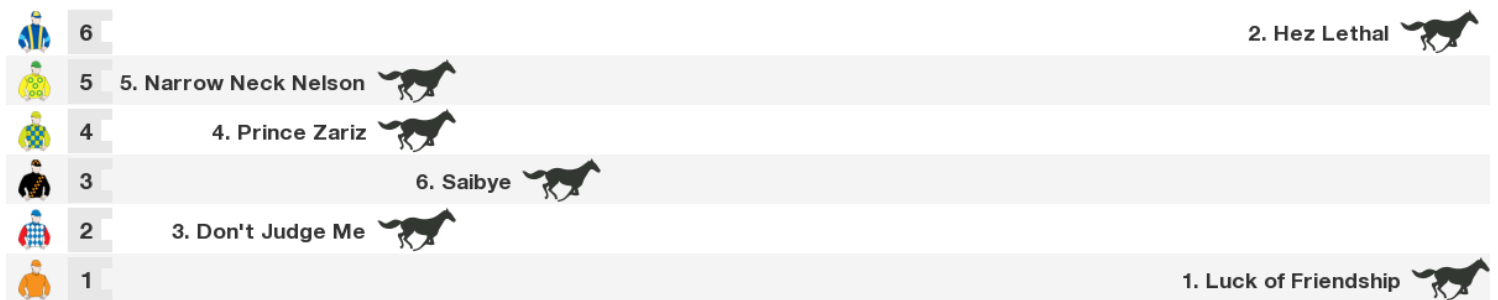 6 2. Hez Lethal
5 5. Narrow Neck Nelson
4 4. Prince Zariz
3 6. Saibye
2 3. Don't Judge Me
1 1. Luck of Friendship